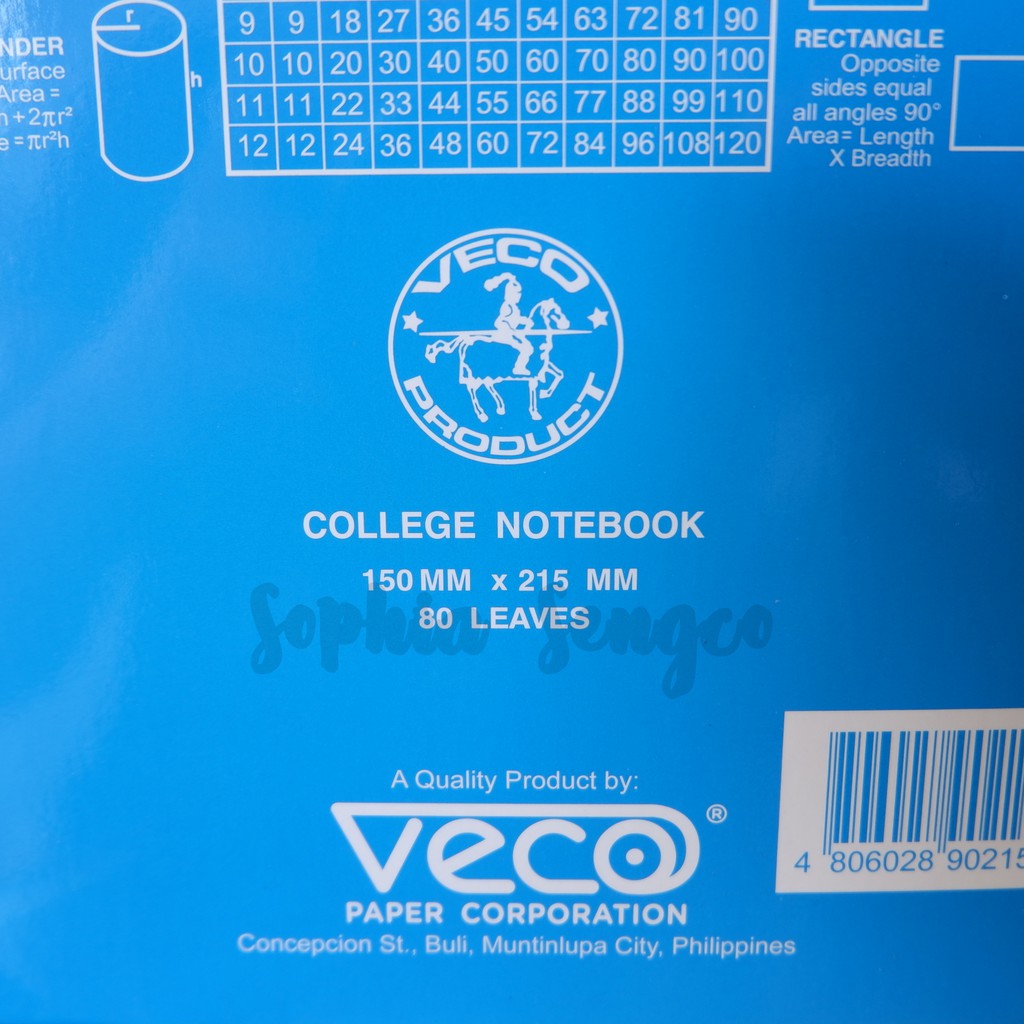 r
h
NDER
urface
Area =
h + 2πr²
e = πr²h
9 9 18 27 36 45 54 63 72 81 90
10 10 20 30 40 50 60 70 80 90 100
11 11 22 33 44 55 66 77 88 99 110
12 12 24 36 48 60 72 84 96 108 120
RECTANGLE
Opposite
sides equal
all angles 90°
Area = Length
X Breadth
VECO
PRODUCT
COLLEGE NOTEBOOK
150 MM x 215 MM
80 LEAVES
Sophia Sengco
A Quality Product by:
veco ®
PAPER CORPORATION
Concepcion St., Buli, Muntinlupa City, Philippines
4 806028 90215